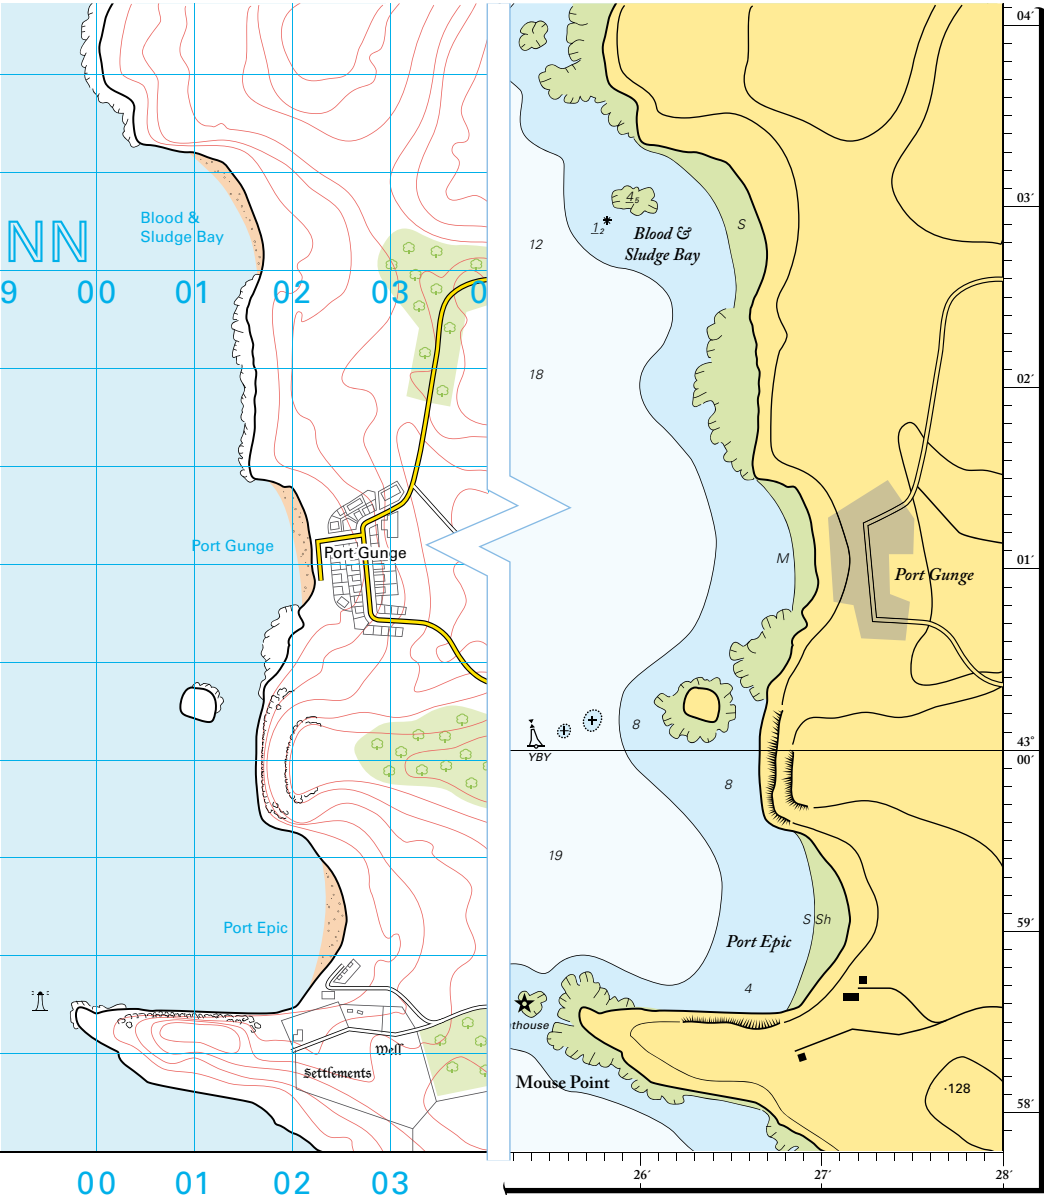 Blood &
Sludge Bay
NN
9 00 01 02 03 0
Port Gunge
Port Gunge
Port Epic
Well
Settlements
00 01 02 03
04′
03′
4₅
1₂
Blood &
Sludge Bay
S
12
18
02′
M
01′
Port Gunge
8
YBY
43°
00′
8
19
S Sh
59′
Port Epic
4
thouse
Mouse Point
·128
58′
26′ 27′ 28′